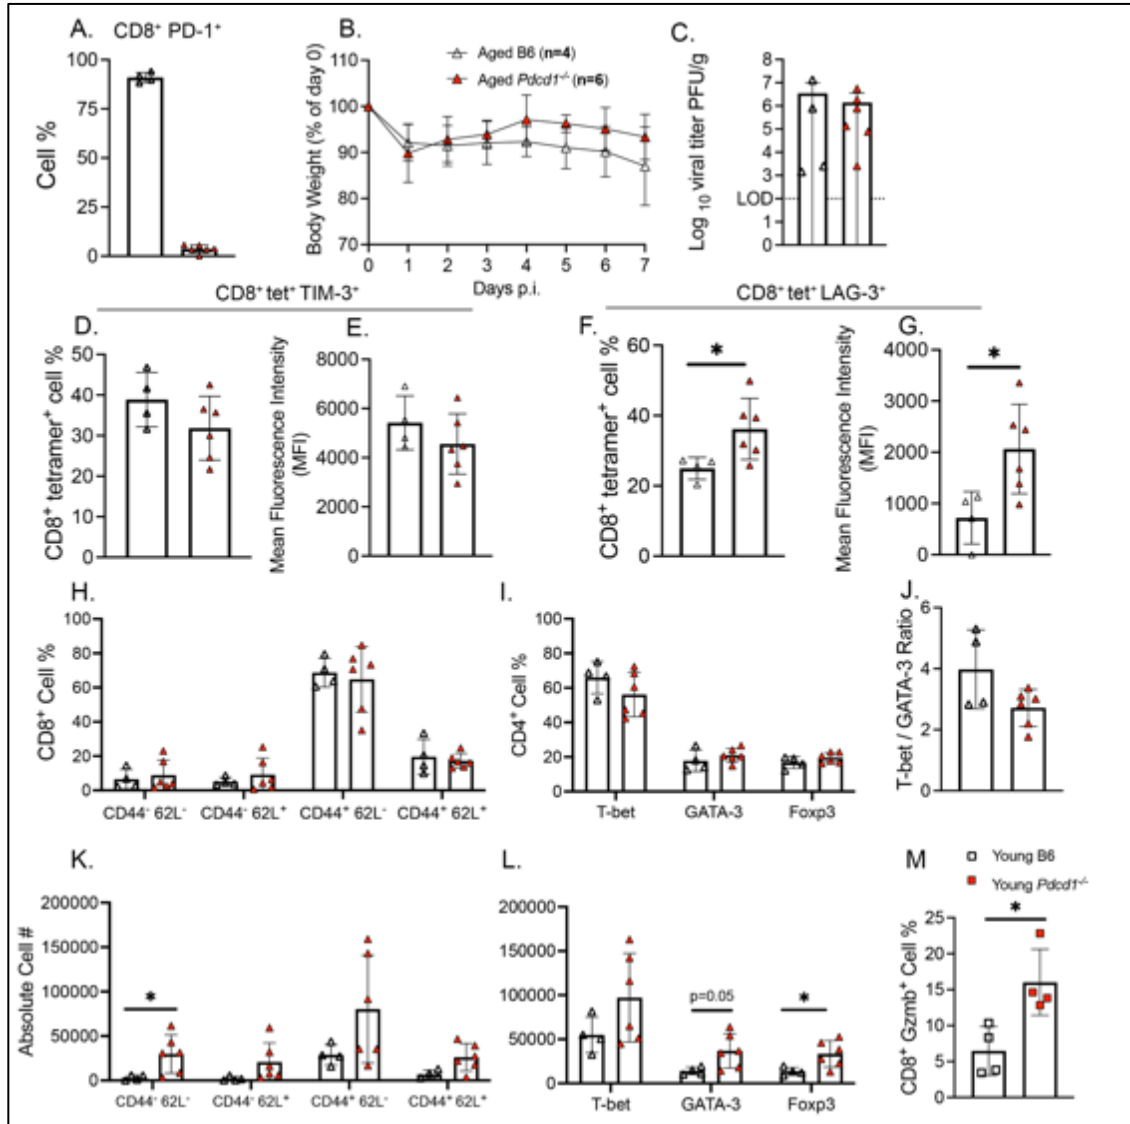 A.
CD8⁺ PD-1⁺
Cell %
100
50
0
B.
Body Weight (% of day 0)
Aged B6 (n=4)
Aged Pdcd1⁻/⁻ (n=6)
110
100
90
80
70
0 1 2 3 4 5 6 7
Days p.i.
C.
Log ₁₀ viral titer PFU/g
8
7
6
5
4
3
LOD
1
0
CD8⁺ tet⁺ TIM-3⁺
D.
CD8⁺ tetramer⁺ cell %
50
40
30
20
10
0
E.
Mean Fluorescence Intensity
(MFI)
8000
6000
4000
2000
0
CD8⁺ tet⁺ LAG-3⁺
F.
CD8⁺ tetramer⁺ cell %
60
40
20
0
*
G.
Mean Fluorescence Intensity
(MFI)
4000
3000
2000
1000
0
*
H.
CD8⁺ Cell %
100
80
60
40
20
0
CD44⁻ 62L⁻ CD44⁻ 62L⁺ CD44⁺ 62L⁻ CD44⁺ 62L⁺
I.
CD4⁺ Cell %
100
80
60
40
20
0
T-bet GATA-3 Foxp3
J.
T-bet / GATA-3 Ratio
6
4
2
0
K.
Absolute Cell #
200000
150000
100000
50000
0
*
CD44⁻ 62L⁻ CD44⁻ 62L⁺ CD44⁺ 62L⁻ CD44⁺ 62L⁺
L.
200000
150000
100000
50000
0
p=0.05
*
T-bet GATA-3 Foxp3
M
Young B6
Young Pdcd1⁻/⁻
CD8⁺ Gzmb⁺ Cell %
25
20
15
10
5
0
*